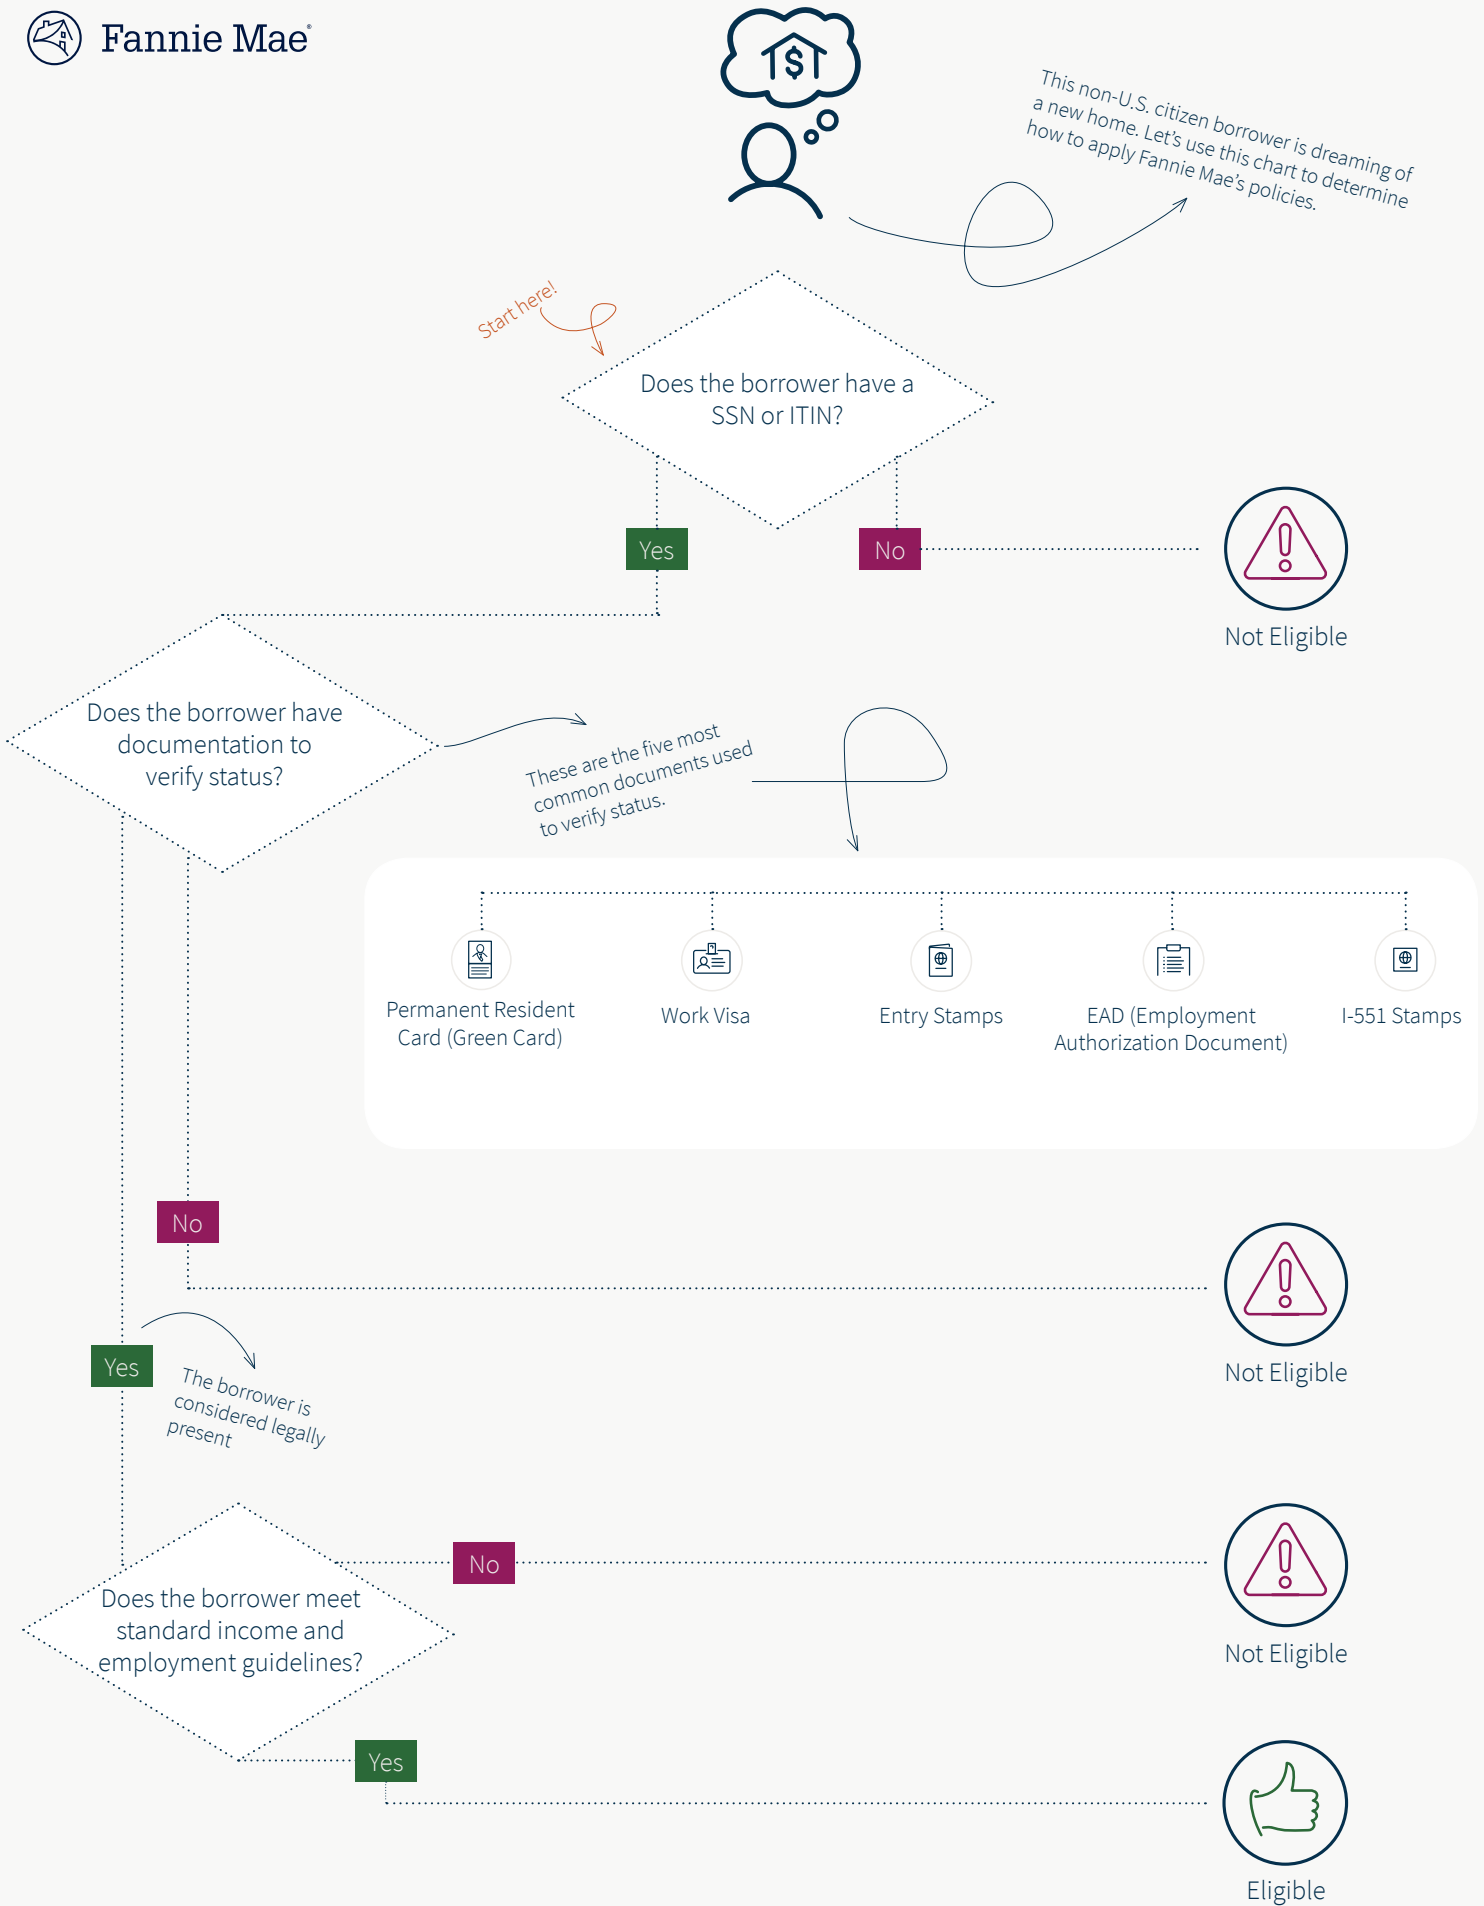 Fannie Mae®
This non-U.S. citizen borrower is dreaming of
a new home. Let's use this chart to determine
how to apply Fannie Mae's policies.
Start here!
Does the borrower have a
SSN or ITIN?
Yes
No
Not Eligible
Does the borrower have
documentation to
verify status?
These are the five most
common documents used
to verify status.
Permanent Resident
Card (Green Card)
Work Visa
Entry Stamps
EAD (Employment
Authorization Document)
I-551 Stamps
No
Not Eligible
Yes
The borrower is
considered legally
present
No
Not Eligible
Does the borrower meet
standard income and
employment guidelines?
Yes
Eligible